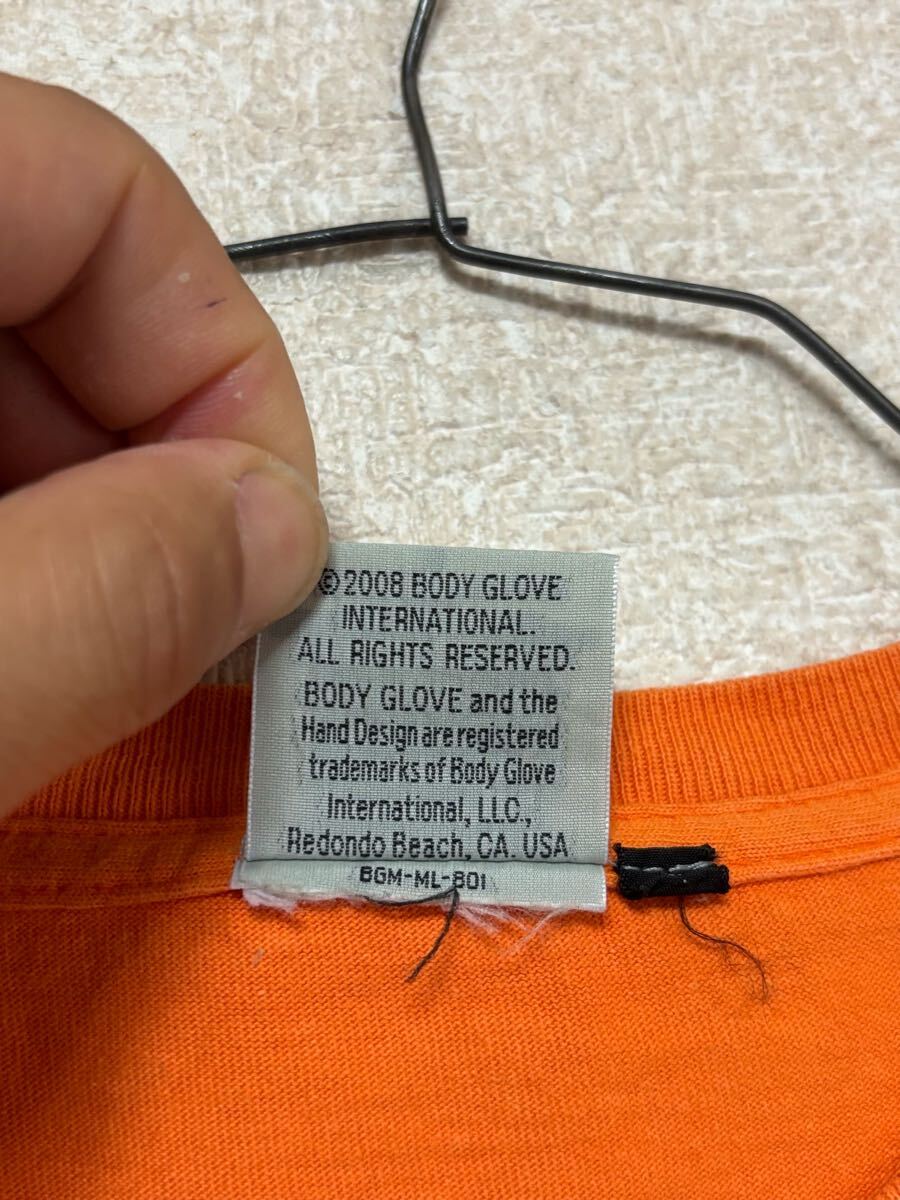 ©2008 BODY GLOVE
INTERNATIONAL.
ALL RIGHTS RESERVED.
BODY GLOVE and the
Hand Design are registered
trademarks of Body Glove
International, LLC.,
Redondo Beach, CA. USA
BGM-ML-801